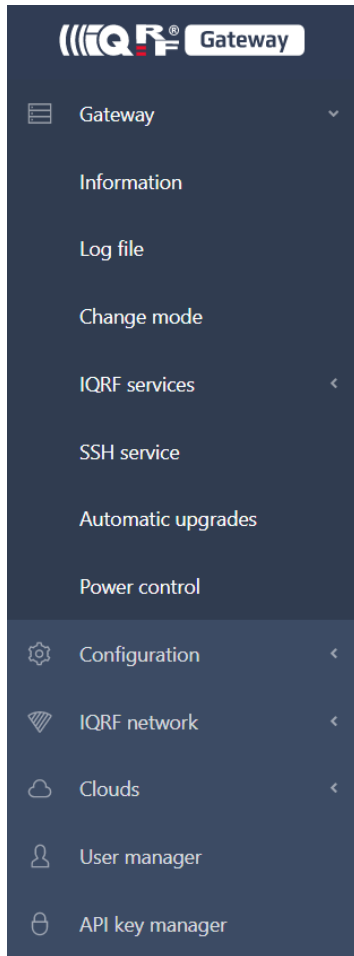 IQRF® Gateway
Gateway
Information
Log file
Change mode
IQRF services
SSH service
Automatic upgrades
Power control
Configuration
IQRF network
Clouds
User manager
API key manager